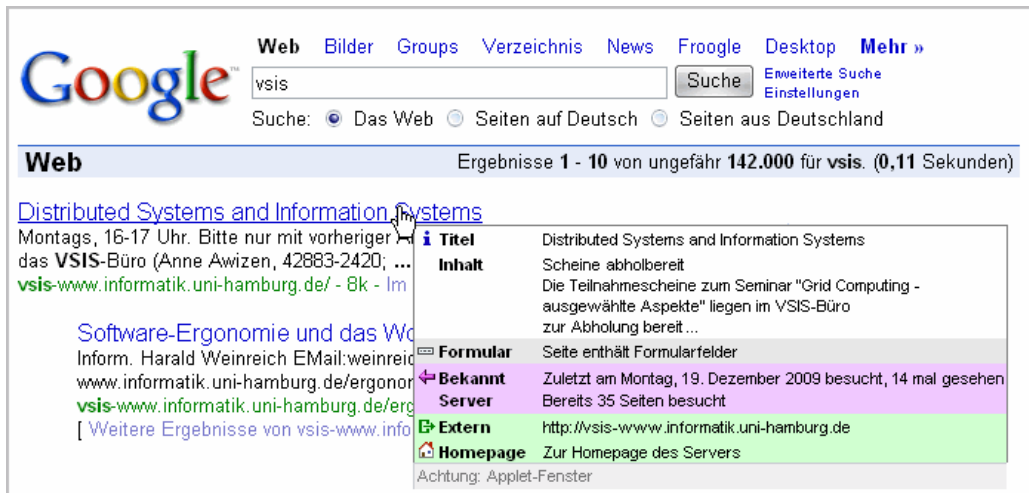 Google™
Web Bilder Groups Verzeichnis News Froogle Desktop Mehr »
vsis
Suche
Erweiterte Suche
Einstellungen
Suche: Das Web Seiten auf Deutsch Seiten aus Deutschland
Web Ergebnisse 1 - 10 von ungefähr 142.000 für vsis. (0,11 Sekunden)
Distributed Systems and Information Systems
Montags, 16-17 Uhr. Bitte nur mit vorheriger
das VSIS-Büro (Anne Awizen, 42883-2420; ...
vsis-www.informatik.uni-hamburg.de/ - 8k - Im
Software-Ergonomie und das
Inform. Harald Weinreich EMail:weinreic
www.informatik.uni-hamburg.de/ergonor
vsis-www.informatik.uni-hamburg.de/erg
[ Weitere Ergebnisse von vsis-www.info
Titel Distributed Systems and Information Systems
Inhalt Scheine abholbereit
Die Teilnahmescheine zum Seminar "Grid Computing -
ausgewählte Aspekte" liegen im VSIS-Büro
zur Abholung bereit ...
Formular Seite enthält Formularfelder
Bekannt Zuletzt am Montag, 19. Dezember 2009 besucht, 14 mal gesehen
Server Bereits 35 Seiten besucht
Extern http://vsis-www.informatik.uni-hamburg.de
Homepage Zur Homepage des Servers
Achtung: Applet-Fenster